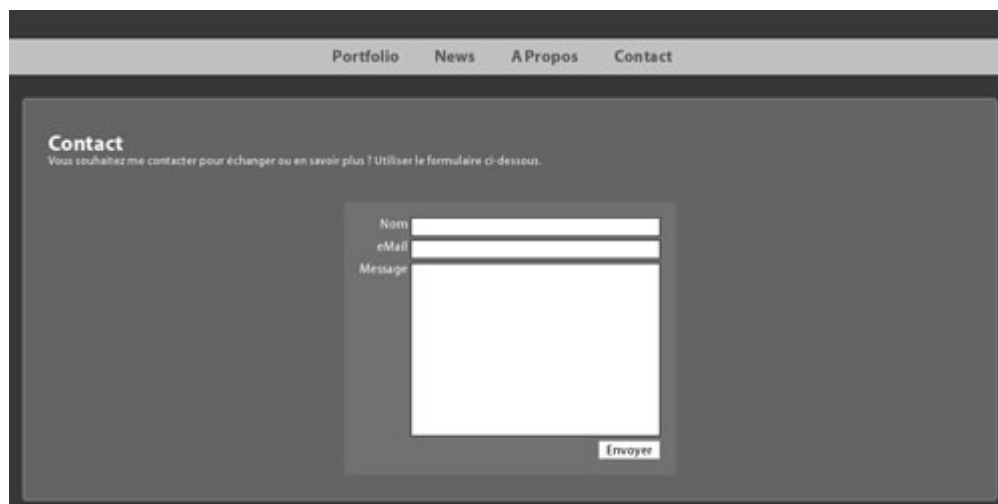 Portfolio News A Propos Contact
Contact
Vous souhaitez me contacter pour échanger ou en savoir plus ? Utiliser le formulaire ci-dessous.
Nom
eMail
Message
Envoyer